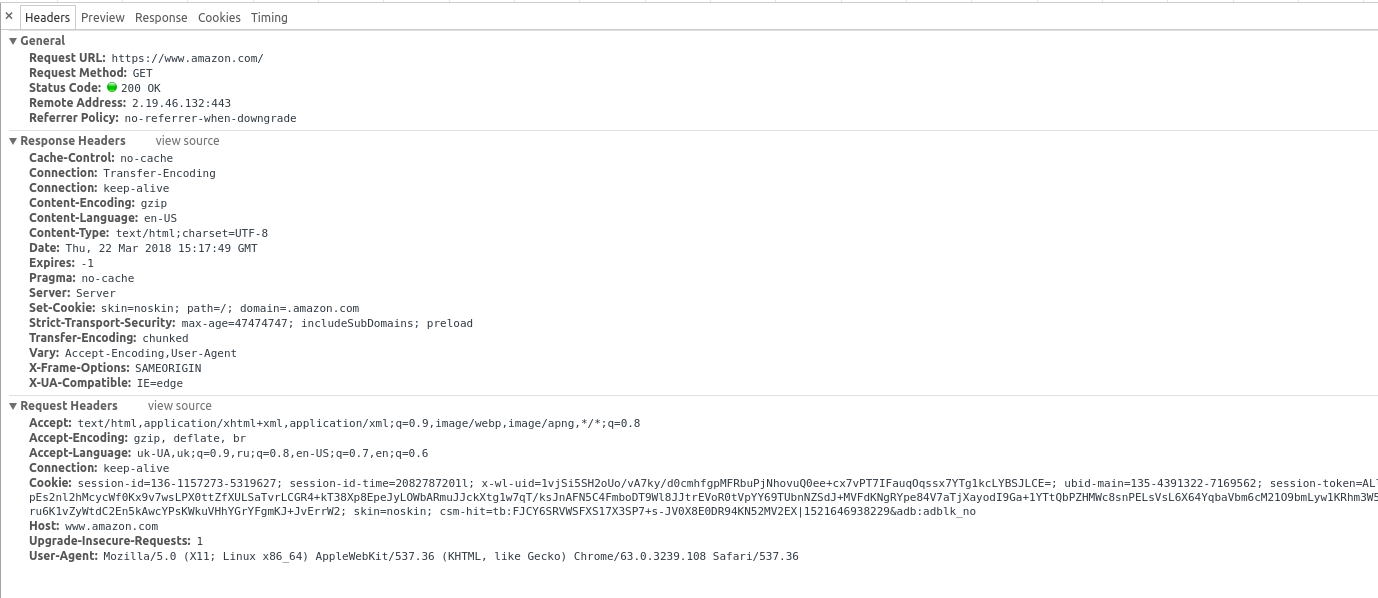 × Headers Preview Response Cookies Timing
▼ General
Request URL: https://www.amazon.com/
Request Method: GET
Status Code: 200 OK
Remote Address: 2.19.46.132:443
Referrer Policy: no-referrer-when-downgrade
▼ Response Headers view source
Cache-Control: no-cache
Connection: Transfer-Encoding
Connection: keep-alive
Content-Encoding: gzip
Content-Language: en-US
Content-Type: text/html;charset=UTF-8
Date: Thu, 22 Mar 2018 15:17:49 GMT
Expires: -1
Pragma: no-cache
Server: Server
Set-Cookie: skin=noskin; path=/; domain=.amazon.com
Strict-Transport-Security: max-age=47474747; includeSubDomains; preload
Transfer-Encoding: chunked
Vary: Accept-Encoding,User-Agent
X-Frame-Options: SAMEORIGIN
X-UA-Compatible: IE=edge
▼ Request Headers view source
Accept: text/html,application/xhtml+xml,application/xml;q=0.9,image/webp,image/apng,*/*;q=0.8
Accept-Encoding: gzip, deflate, br
Accept-Language: uk-UA,uk;q=0.9,ru;q=0.8,en-US;q=0.7,en;q=0.6
Connection: keep-alive
Cookie: session-id=136-1157273-5319627; session-id-time=2082787201l; x-wl-uid=1vjSi5SH2oUo/vA7ky/d0cmhfgpMFRbuPjNhovuQ0ee+cx7vPT7IFauqOqssx7YTg1kcLYBSJLCE=; ubid-main=135-4391322-7169562; session-token=AL
pEs2nl2hMcycWf0Kx9v7wsLPX0ttZfXULSaTvrLCGR4+kT38Xp8EpeJyLOWbARmuJJckXtg1w7qT/ksJnAFN5C4FmboDT9Wl8JJtrEVoR0tVpYY69TUbnNZSdJ+MVFdKNgRYpe84V7aTjXayodI9Ga+1YTtQbPZHMWc8snPELsVsL6X64YqbaVbm6cM21O9bmLyw1KRhm3W5
ru6K1vZyWtdC2En5kAwcYPsKWkuVHhYGrYFgmKJ+JvErrW2; skin=noskin; csm-hit=tb:FJCY6SRVWSFXS17X3SP7+s-JV0X8E0DR94KN52MV2EX|1521646938229&adb:adblk_no
Host: www.amazon.com
Upgrade-Insecure-Requests: 1
User-Agent: Mozilla/5.0 (X11; Linux x86_64) AppleWebKit/537.36 (KHTML, like Gecko) Chrome/63.0.3239.108 Safari/537.36